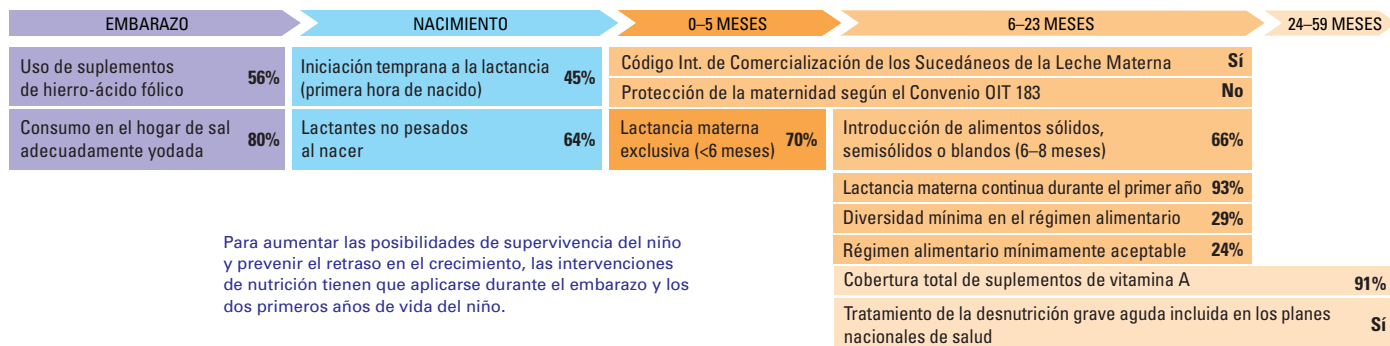 EMBARAZO
NACIMIENTO
0–5 MESES
6–23 MESES
24–59 MESES
Uso de suplementos
de hierro-ácido fólico
56%
Consumo en el hogar de sal
adecuadamente yodada
80%
Iniciación temprana a la lactancia
(primera hora de nacido)
45%
Lactantes no pesados
al nacer
64%
Código Int. de Comercialización de los Sucedáneos de la Leche Materna Sí
Protección de la maternidad según el Convenio OIT 183 No
Lactancia materna
exclusiva (<6 meses)
70%
Introducción de alimentos sólidos,
semisólidos o blandos (6–8 meses)
66%
Lactancia materna continua durante el primer año 93%
Diversidad mínima en el régimen alimentario 29%
Régimen alimentario mínimamente aceptable 24%
Cobertura total de suplementos de vitamina A 91%
Tratamiento de la desnutrición grave aguda incluida en los planes
nacionales de salud
Sí
Para aumentar las posibilidades de supervivencia del niño
y prevenir el retraso en el crecimiento, las intervenciones
de nutrición tienen que aplicarse durante el embarazo y los
dos primeros años de vida del niño.